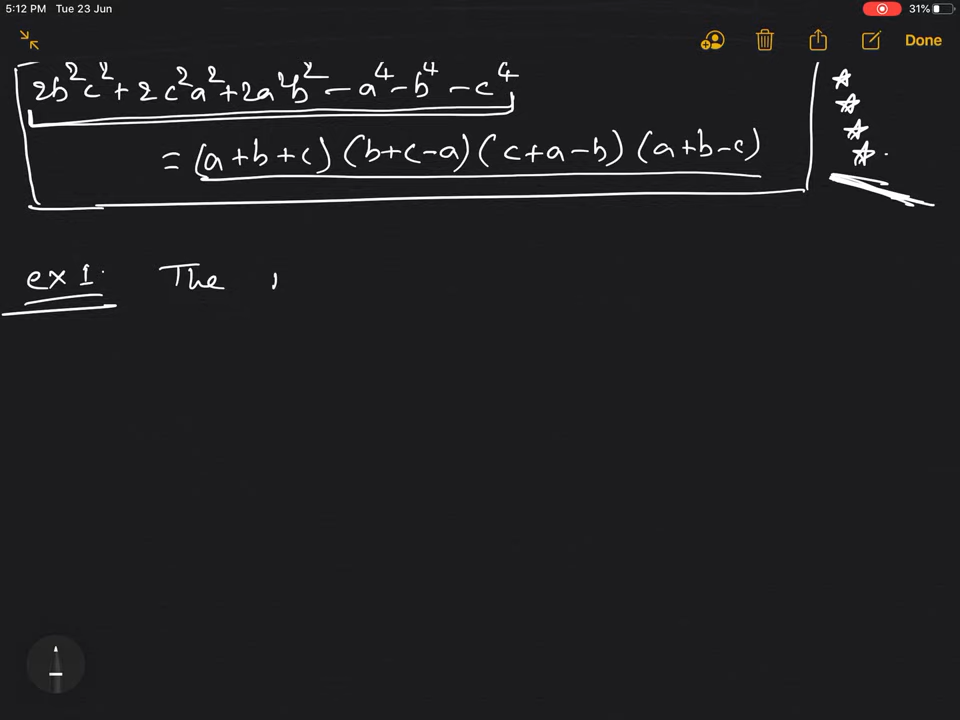 5:12 PM Tue 23 Jun 31%
Done
2b²c² + 2c²a² + 2a²b² − a⁴ − b⁴ − c⁴
= (a+b+c) (b+c−a) (c+a−b) (a+b−c)
ex 1. The